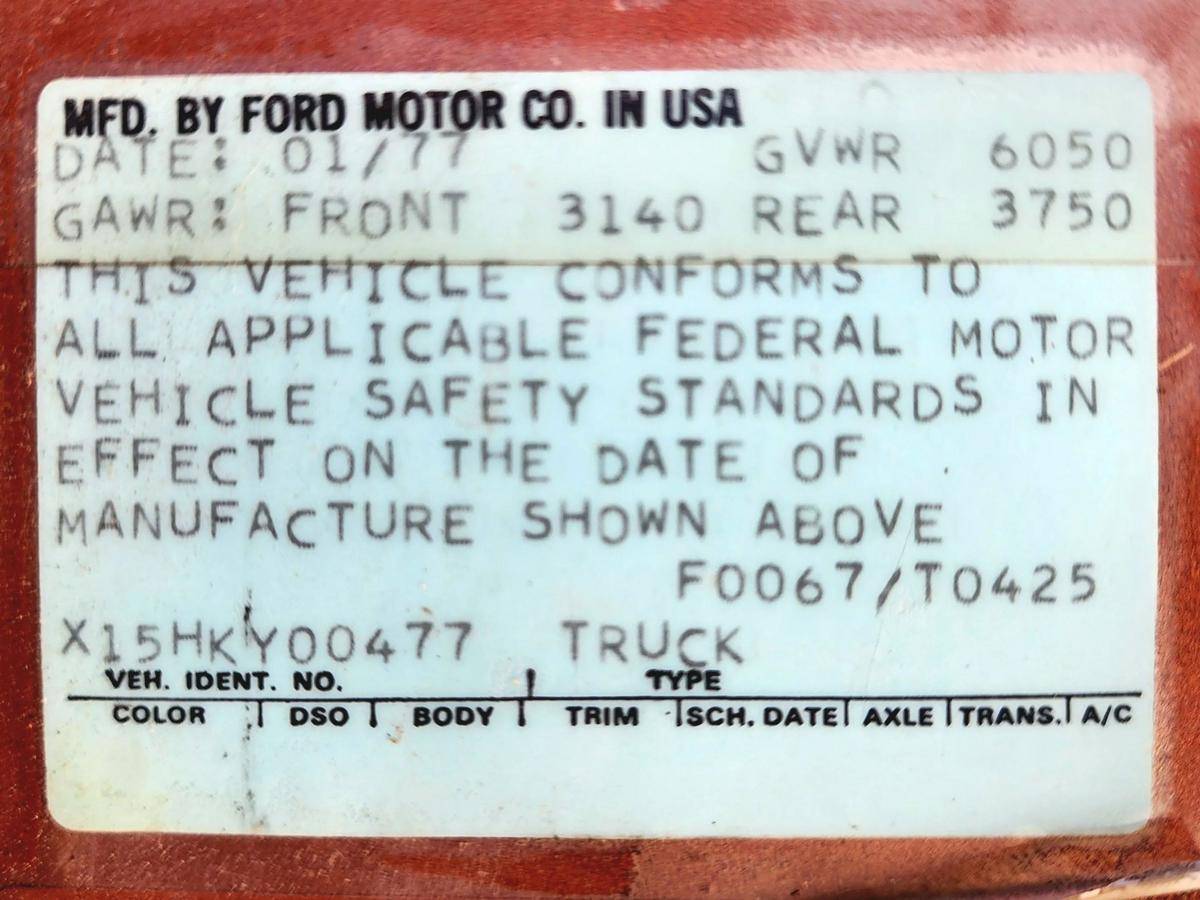 MFD. BY FORD MOTOR CO. IN USA
DATE: 01/77 GVWR 6050
GAWR: FRONT 3140 REAR 3750
THIS VEHICLE CONFORMS TO
ALL APPLICABLE FEDERAL MOTOR
VEHICLE SAFETY STANDARDS IN
EFFECT ON THE DATE OF
MANUFACTURE SHOWN ABOVE
F0067/T0425
X15HKY00477 TRUCK
VEH. IDENT. NO. TYPE
COLOR DSO BODY TRIM SCH. DATE AXLE TRANS. A/C